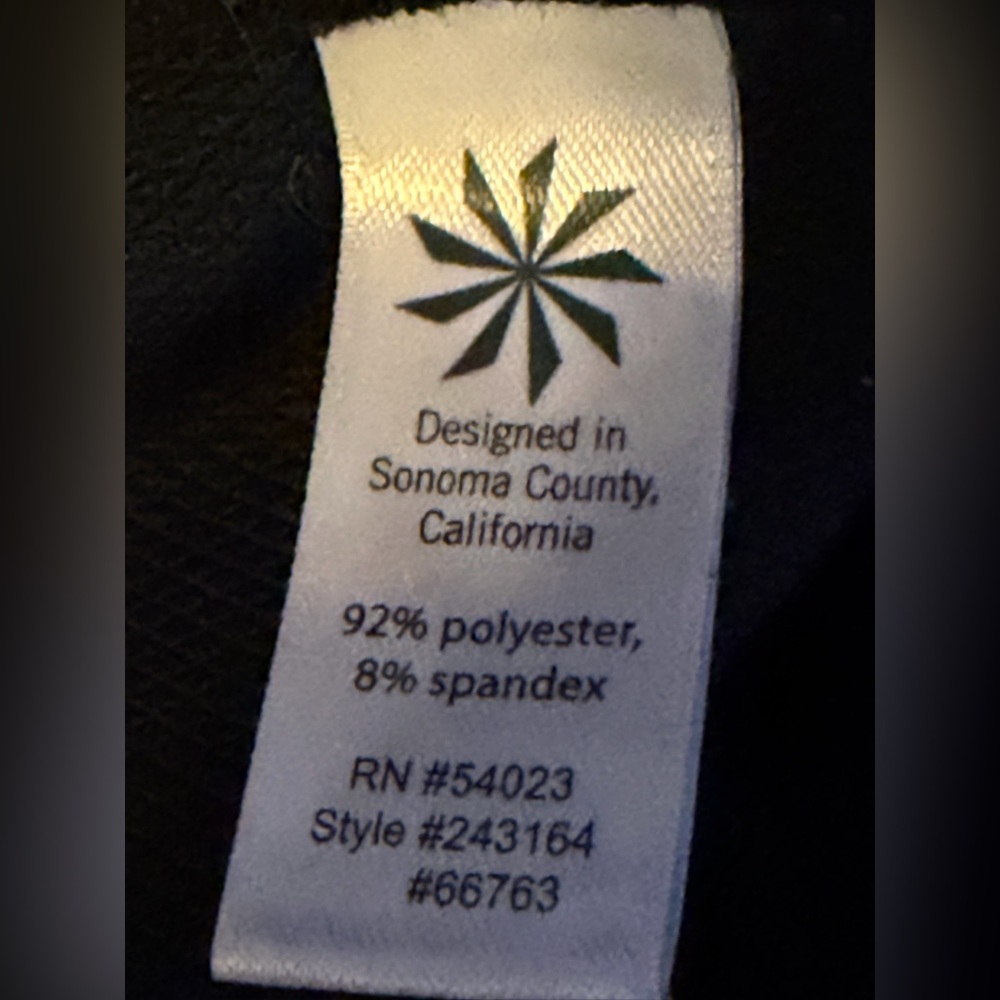 Designed in
Sonoma County,
California
92% polyester,
8% spandex
RN #54023
Style #243164
#66763